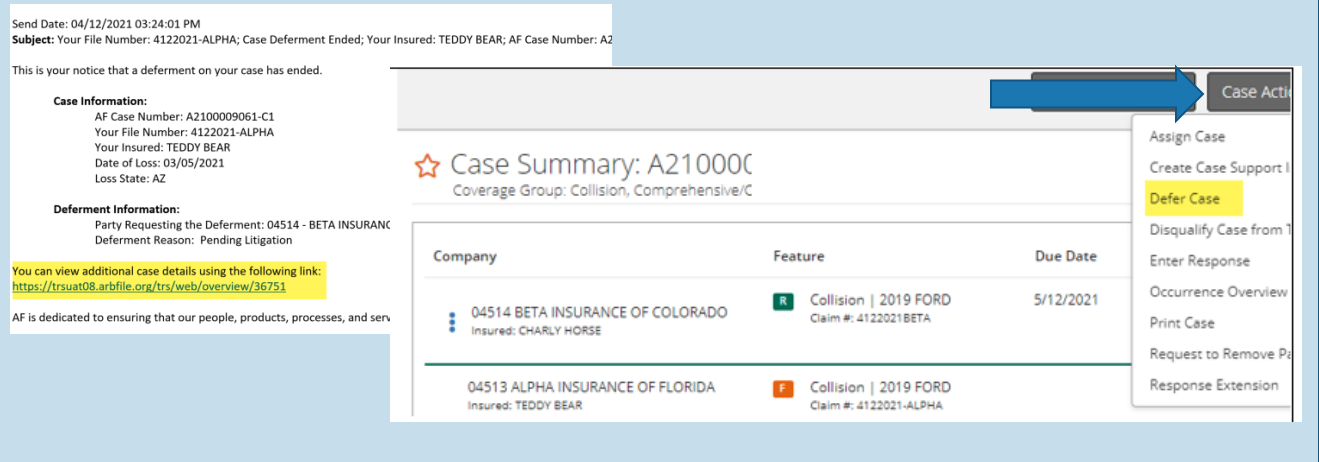 Send Date: 04/12/2021 03:24:01 PM
Subject: Your File Number: 4122021-ALPHA; Case Deferment Ended; Your Insured: TEDDY BEAR; AF Case Number: A2
This is your notice that a deferment on your case has ended.
Case Information:
AF Case Number: A2100009061-C1
Your File Number: 4122021-ALPHA
Your Insured: TEDDY BEAR
Date of Loss: 03/05/2021
Loss State: AZ
Deferment Information:
Party Requesting the Deferment: 04514 - BETA INSURANC
Deferment Reason: Pending Litigation
You can view additional case details using the following link:
https://trsuat08.arbfile.org/trs/web/overview/36751
AF is dedicated to ensuring that our people, products, processes, and serv
Case Acti
Assign Case
Create Case Support I
Defer Case
Disqualify Case from T
Enter Response
Occurrence Overview
Print Case
Request to Remove Pa
Response Extension
Case Summary: A21000
Coverage Group: Collision, Comprehensive/
Company Feature Due Date
04514 BETA INSURANCE OF COLORADO R Collision | 2019 FORD 5/12/2021
Insured: CHARLY HORSE Claim #: 4122021BETA
04513 ALPHA INSURANCE OF FLORIDA F Collision | 2019 FORD
Insured: TEDDY BEAR Claim #: 4122021-ALPHA